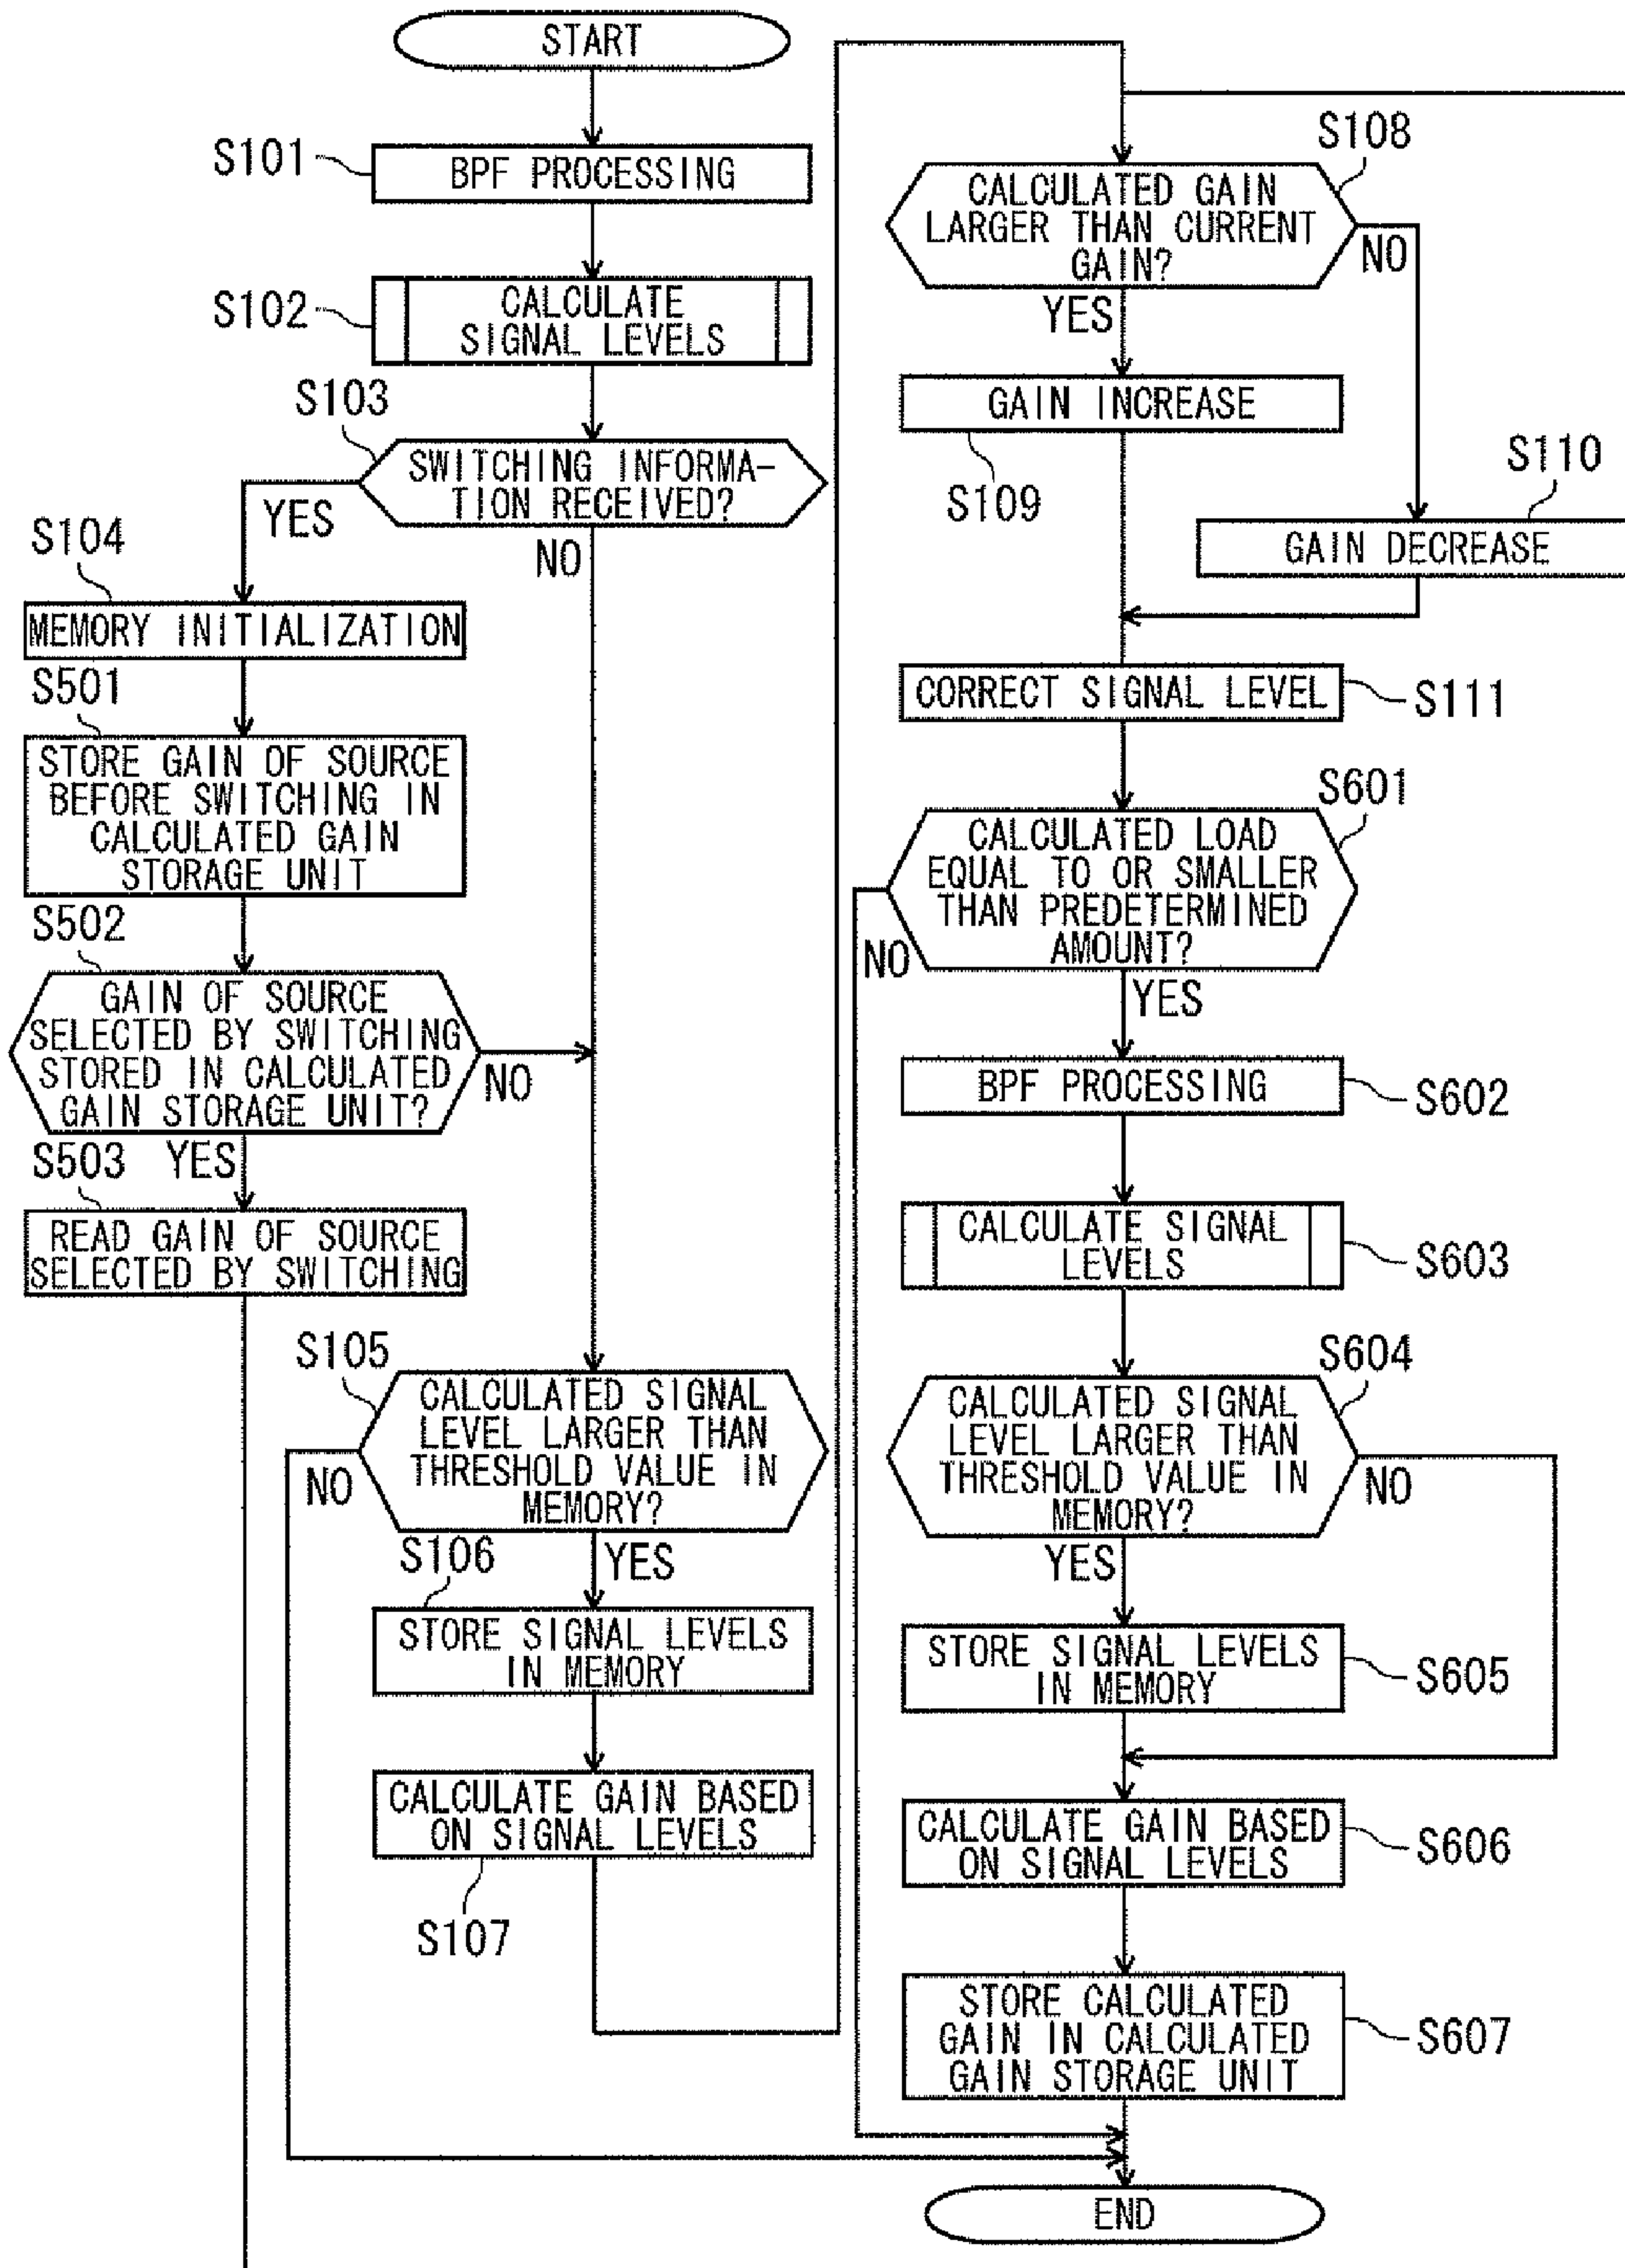 START
S101
BPF PROCESSING
S102
CALCULATE
SIGNAL LEVELS
S103
SWITCHING INFORMA-
TION RECEIVED?
YES
NO
S104
MEMORY INITIALIZATION
S501
STORE GAIN OF SOURCE
BEFORE SWITCHING IN
CALCULATED GAIN
STORAGE UNIT
S502
GAIN OF SOURCE
SELECTED BY SWITCHING
STORED IN CALCULATED
GAIN STORAGE UNIT?
NO
S503
YES
READ GAIN OF SOURCE
SELECTED BY SWITCHING
S105
CALCULATED SIGNAL
LEVEL LARGER THAN
THRESHOLD VALUE IN
MEMORY?
NO
S106
YES
STORE SIGNAL LEVELS
IN MEMORY
CALCULATE GAIN BASED
ON SIGNAL LEVELS
S107
S108
CALCULATED GAIN
LARGER THAN CURRENT
GAIN?
NO
YES
GAIN INCREASE
S109
S110
GAIN DECREASE
CORRECT SIGNAL LEVEL
S111
S601
CALCULATED LOAD
EQUAL TO OR SMALLER
THAN PREDETERMINED
AMOUNT?
NO
YES
BPF PROCESSING
S602
CALCULATE SIGNAL
LEVELS
S603
S604
CALCULATED SIGNAL
LEVEL LARGER THAN
THRESHOLD VALUE IN
MEMORY?
NO
YES
STORE SIGNAL LEVELS
IN MEMORY
S605
CALCULATE GAIN BASED
ON SIGNAL LEVELS
S606
STORE CALCULATED
GAIN IN CALCULATED
GAIN STORAGE UNIT
S607
END